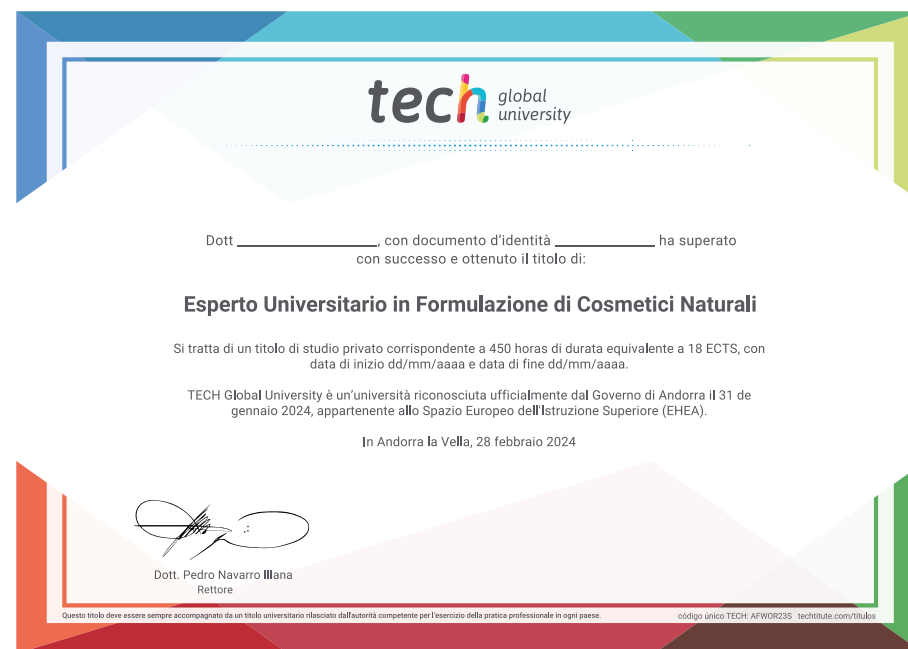 tech global university
Dott ____________, con documento d'identità ____________ ha superato
con successo e ottenuto il titolo di:
Esperto Universitario in Formulazione di Cosmetici Naturali
Si tratta di un titolo di studio privato corrispondente a 450 horas di durata equivalente a 18 ECTS, con
data di inizio dd/mm/aaaa e data di fine dd/mm/aaaa.
TECH Global University è un'università riconosciuta ufficialmente dal Governo di Andorra il 31 de
gennaio 2024, appartenente allo Spazio Europeo dell'Istruzione Superiore (EHEA).
In Andorra la Vella, 28 febbraio 2024
Dott. Pedro Navarro Illana
Rettore
Questo titolo deve essere sempre accompagnato da un titolo universitario rilasciato dall'autorità competente per l'esercizio della pratica professionale in ogni paese.
código único TECH: AFWOR23S techtitute.com/titulos